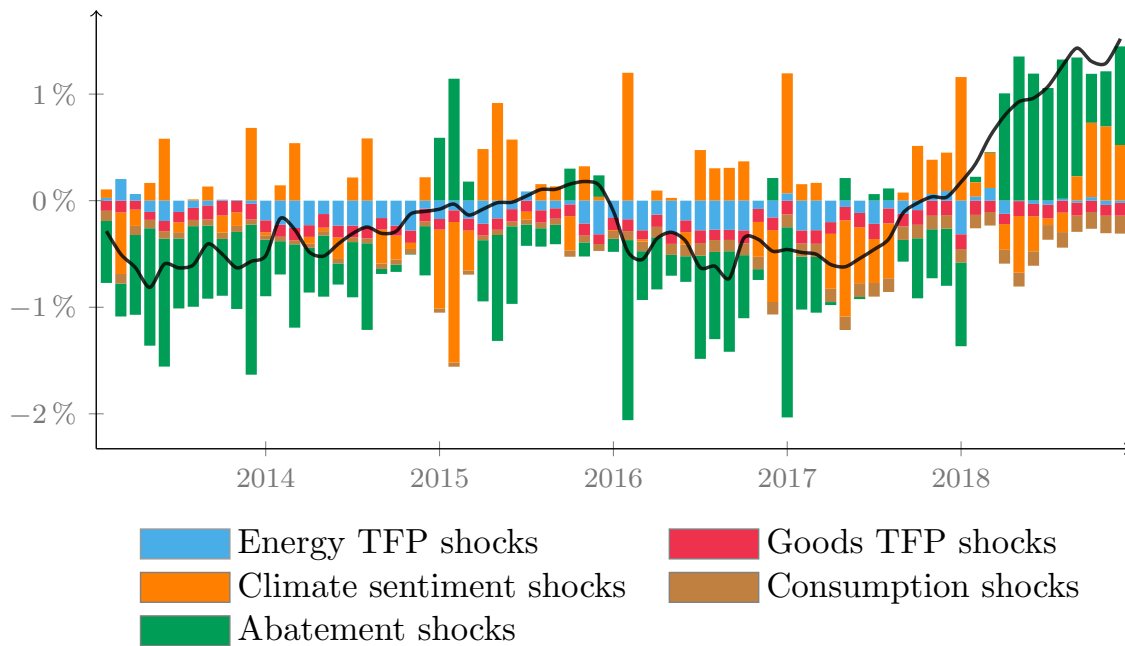 1 %
0 %
−1 %
−2 %
2014 2015 2016 2017 2018
Energy TFP shocks Goods TFP shocks
Climate sentiment shocks Consumption shocks
Abatement shocks